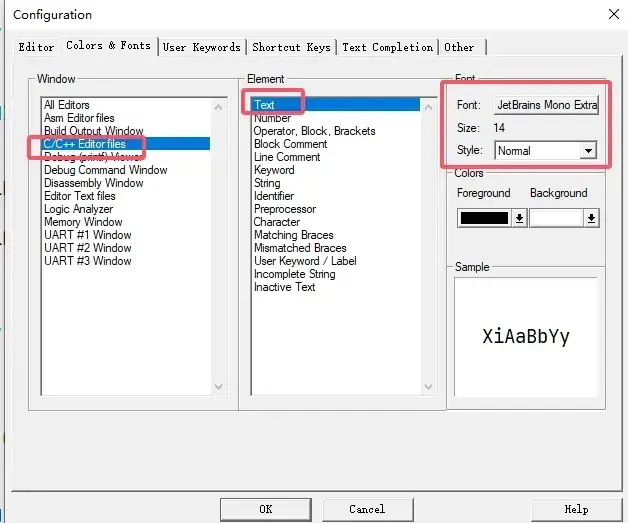 Configuration
Editor
Colors & Fonts
User Keywords
Shortcut Keys
Text Completion
Other
Window
All Editors
Asm Editor files
Build Output Window
C/C++ Editor files
Debug (printf) Viewer
Debug Command Window
Disassembly Window
Editor Text files
Logic Analyzer
Memory Window
UART #1 Window
UART #2 Window
UART #3 Window
Element
Text
Number
Operator, Block, Brackets
Block Comment
Line Comment
Keyword
String
Identifier
Preprocessor
Character
Matching Braces
Mismatched Braces
User Keyword / Label
Incomplete String
Inactive Text
Font
Font: JetBrains Mono Extra
Size: 14
Style: Normal
Colors
Foreground Background
Sample
XiAaBbYy
OK
Cancel
Help